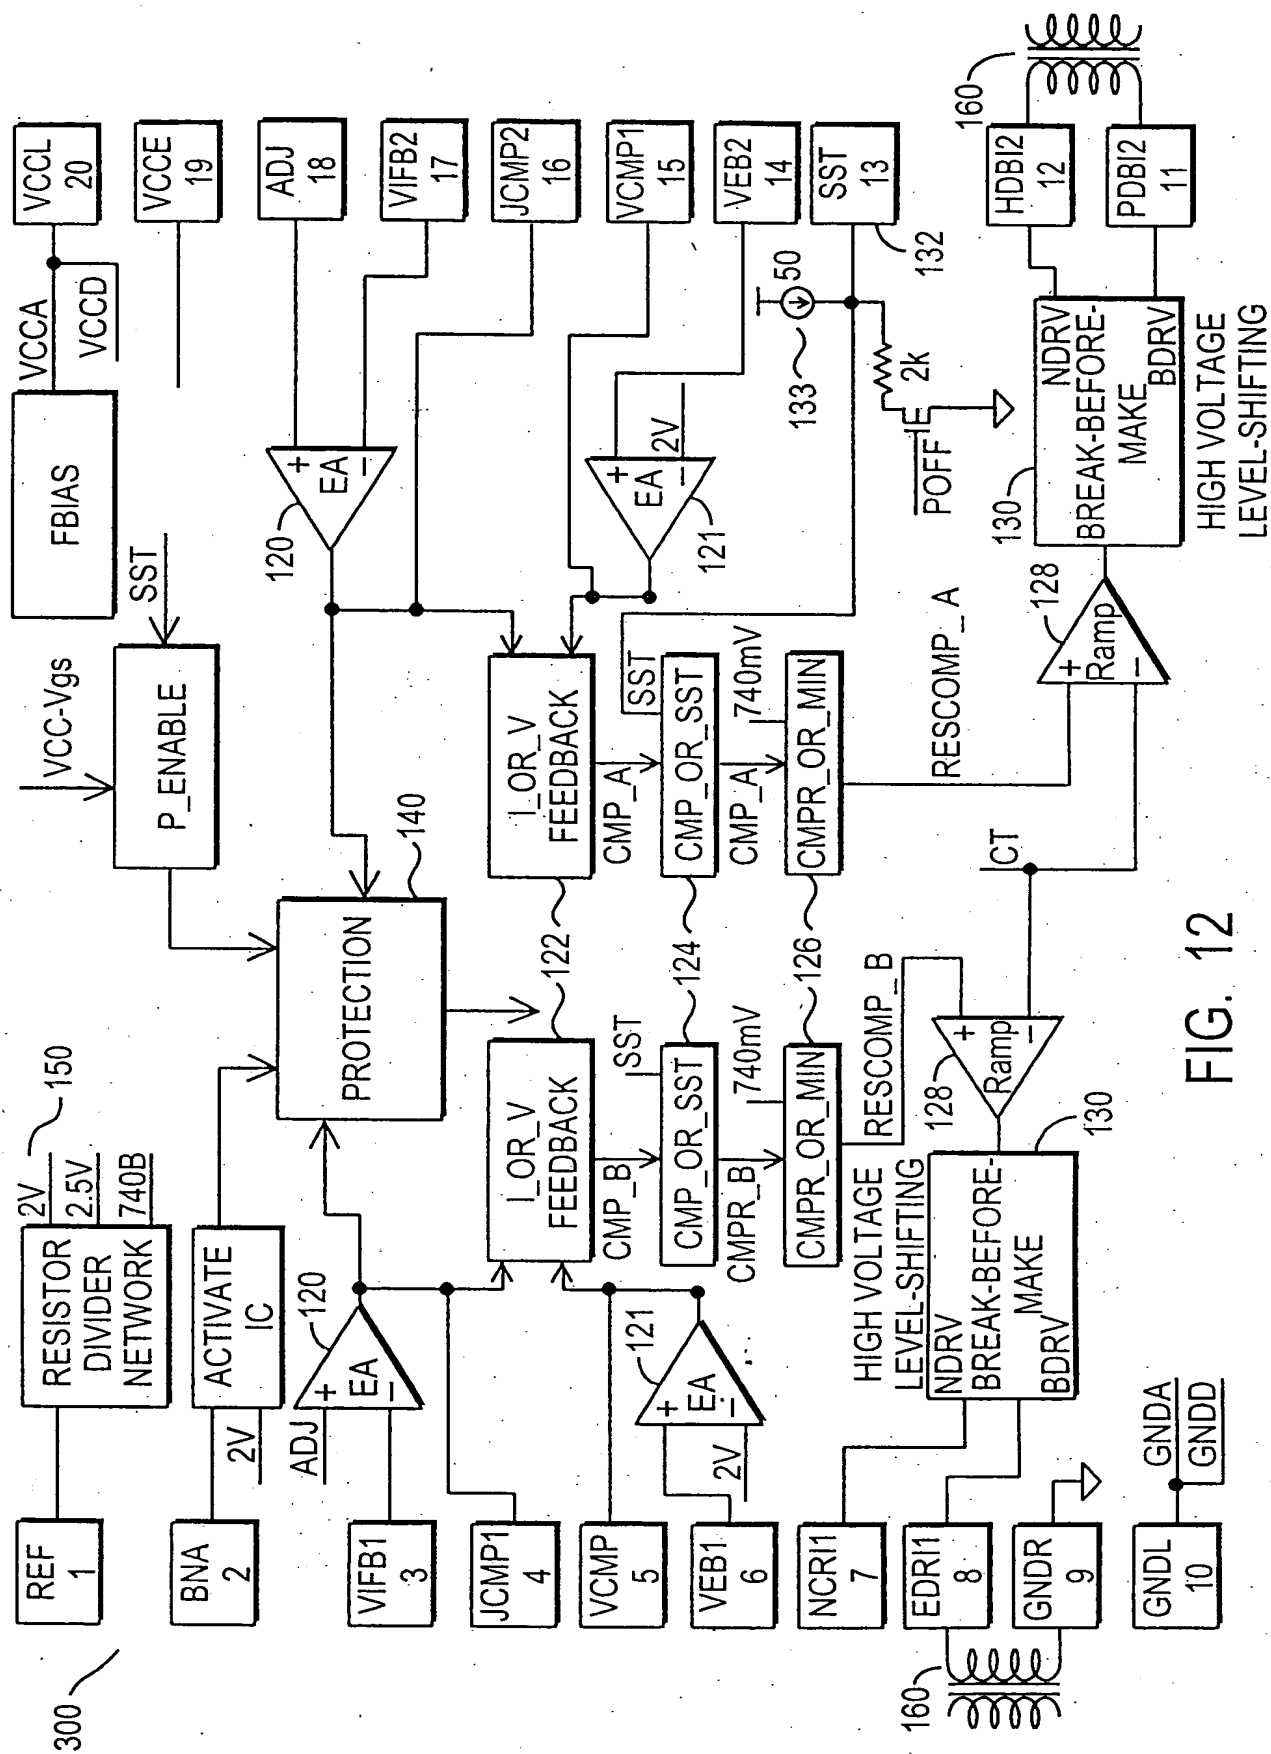 300
REF
1
BNA
2
VIFB1
3
JCMP1
4
VCMP
5
VEB1
6
NCRI1
7
EDRI1
8
GNDR
9
GNDL
10
160
GNDA
GNDD
RESISTOR
DIVIDER
NETWORK
2V
2.5V
740B
150
ACTIVATE
IC
2V
ADJ
+
EA
−
120
+
EA
−
121
2V
PROTECTION
140
P_ENABLE
VCC-Vgs
SST
FBIAS
VCCA
VCCD
I_OR_V
FEEDBACK
122
CMP_B
SST
CMP_OR_SST
124
CMPR_B
740mV
CMPR_OR_MIN
126
RESCOMP_B
+
Ramp
−
128
HIGH VOLTAGE
LEVEL-SHIFTING
NDRV
BREAK-BEFORE-
MAKE
BDRV
130
CT
I_OR_V
FEEDBACK
CMP_A
SST
CMP_OR_SST
CMP_A
740mV
CMPR_OR_MIN
RESCOMP_A
+
Ramp
−
128
130
NDRV
BREAK-BEFORE-
MAKE
BDRV
HIGH VOLTAGE
LEVEL-SHIFTING
120
+
EA
−
121
+
EA
−
2V
133
50
2k
POFF
132
VCCL
20
VCCE
19
ADJ
18
VIFB2
17
JCMP2
16
VCMP1
15
VEB2
14
SST
13
HDBI2
12
PDBI2
11
160
FIG. 12